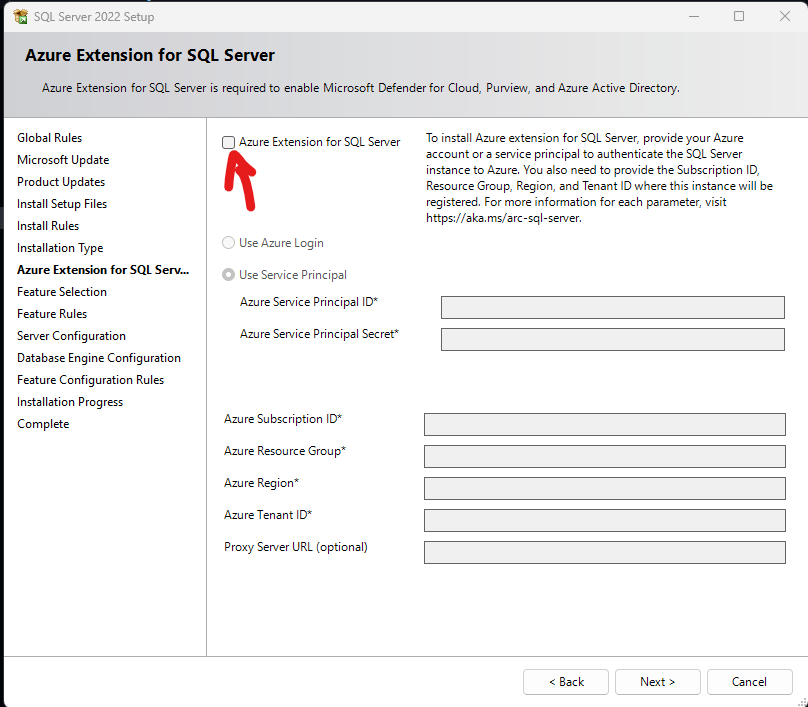 SQL Server 2022 Setup
Azure Extension for SQL Server
Azure Extension for SQL Server is required to enable Microsoft Defender for Cloud, Purview, and Azure Active Directory.
Global Rules
Microsoft Update
Product Updates
Install Setup Files
Install Rules
Installation Type
Azure Extension for SQL Serv...
Feature Selection
Feature Rules
Server Configuration
Database Engine Configuration
Feature Configuration Rules
Installation Progress
Complete
Azure Extension for SQL Server
To install Azure extension for SQL Server, provide your Azure
account or a service principal to authenticate the SQL Server
instance to Azure. You also need to provide the Subscription ID,
Resource Group, Region, and Tenant ID where this instance will be
registered. For more information for each parameter, visit
https://aka.ms/arc-sql-server.
Use Azure Login
Use Service Principal
Azure Service Principal ID*
Azure Service Principal Secret*
Azure Subscription ID*
Azure Resource Group*
Azure Region*
Azure Tenant ID*
Proxy Server URL (optional)
< Back
Next >
Cancel